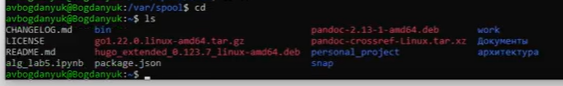 avbogdanyuk@Bogdanyuk:/var/spool$ cd
avbogdanyuk@Bogdanyuk:~$ ls
CHANGELOG.md bin pandoc-2.13-1-amd64.deb work
LICENSE go1.22.0.linux-amd64.tar.gz pandoc-crossref-Linux.tar.xz Документы
README.md hugo_extended_0.123.7_linux-amd64.deb personal_project архитектура
alg_lab5.ipynb package.json snap
avbogdanyuk@Bogdanyuk:~$